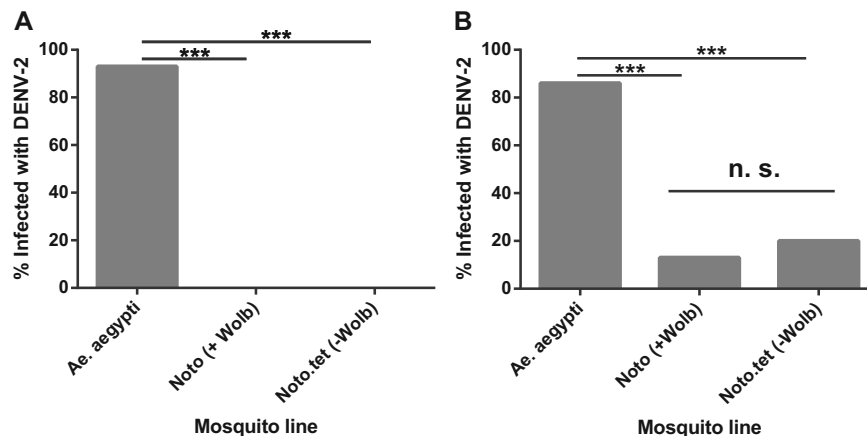 A
% Infected with DENV-2
100
80
60
40
20
0
***
***
Ae. aegypti
Noto (+ Wolb)
Noto.tet (-Wolb)
Mosquito line
B
% Infected with DENV-2
100
80
60
40
20
0
***
***
n. s.
Ae. aegypti
Noto (+Wolb)
Noto.tet (-Wolb)
Mosquito line